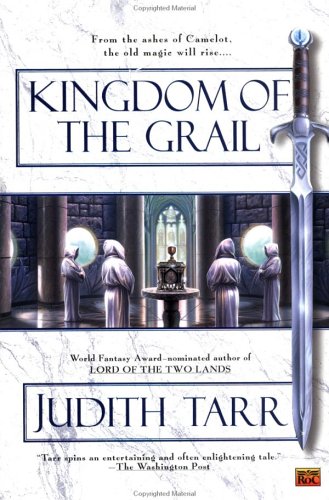 From the ashes of Camelot,
the old magic will rise....
KINGDOM OF
THE GRAIL
World Fantasy Award–nominated author of
LORD OF THE TWO LANDS
JUDITH TARR
"Tarr spins an entertaining and often enlightening tale."
—The Washington Post
ROC